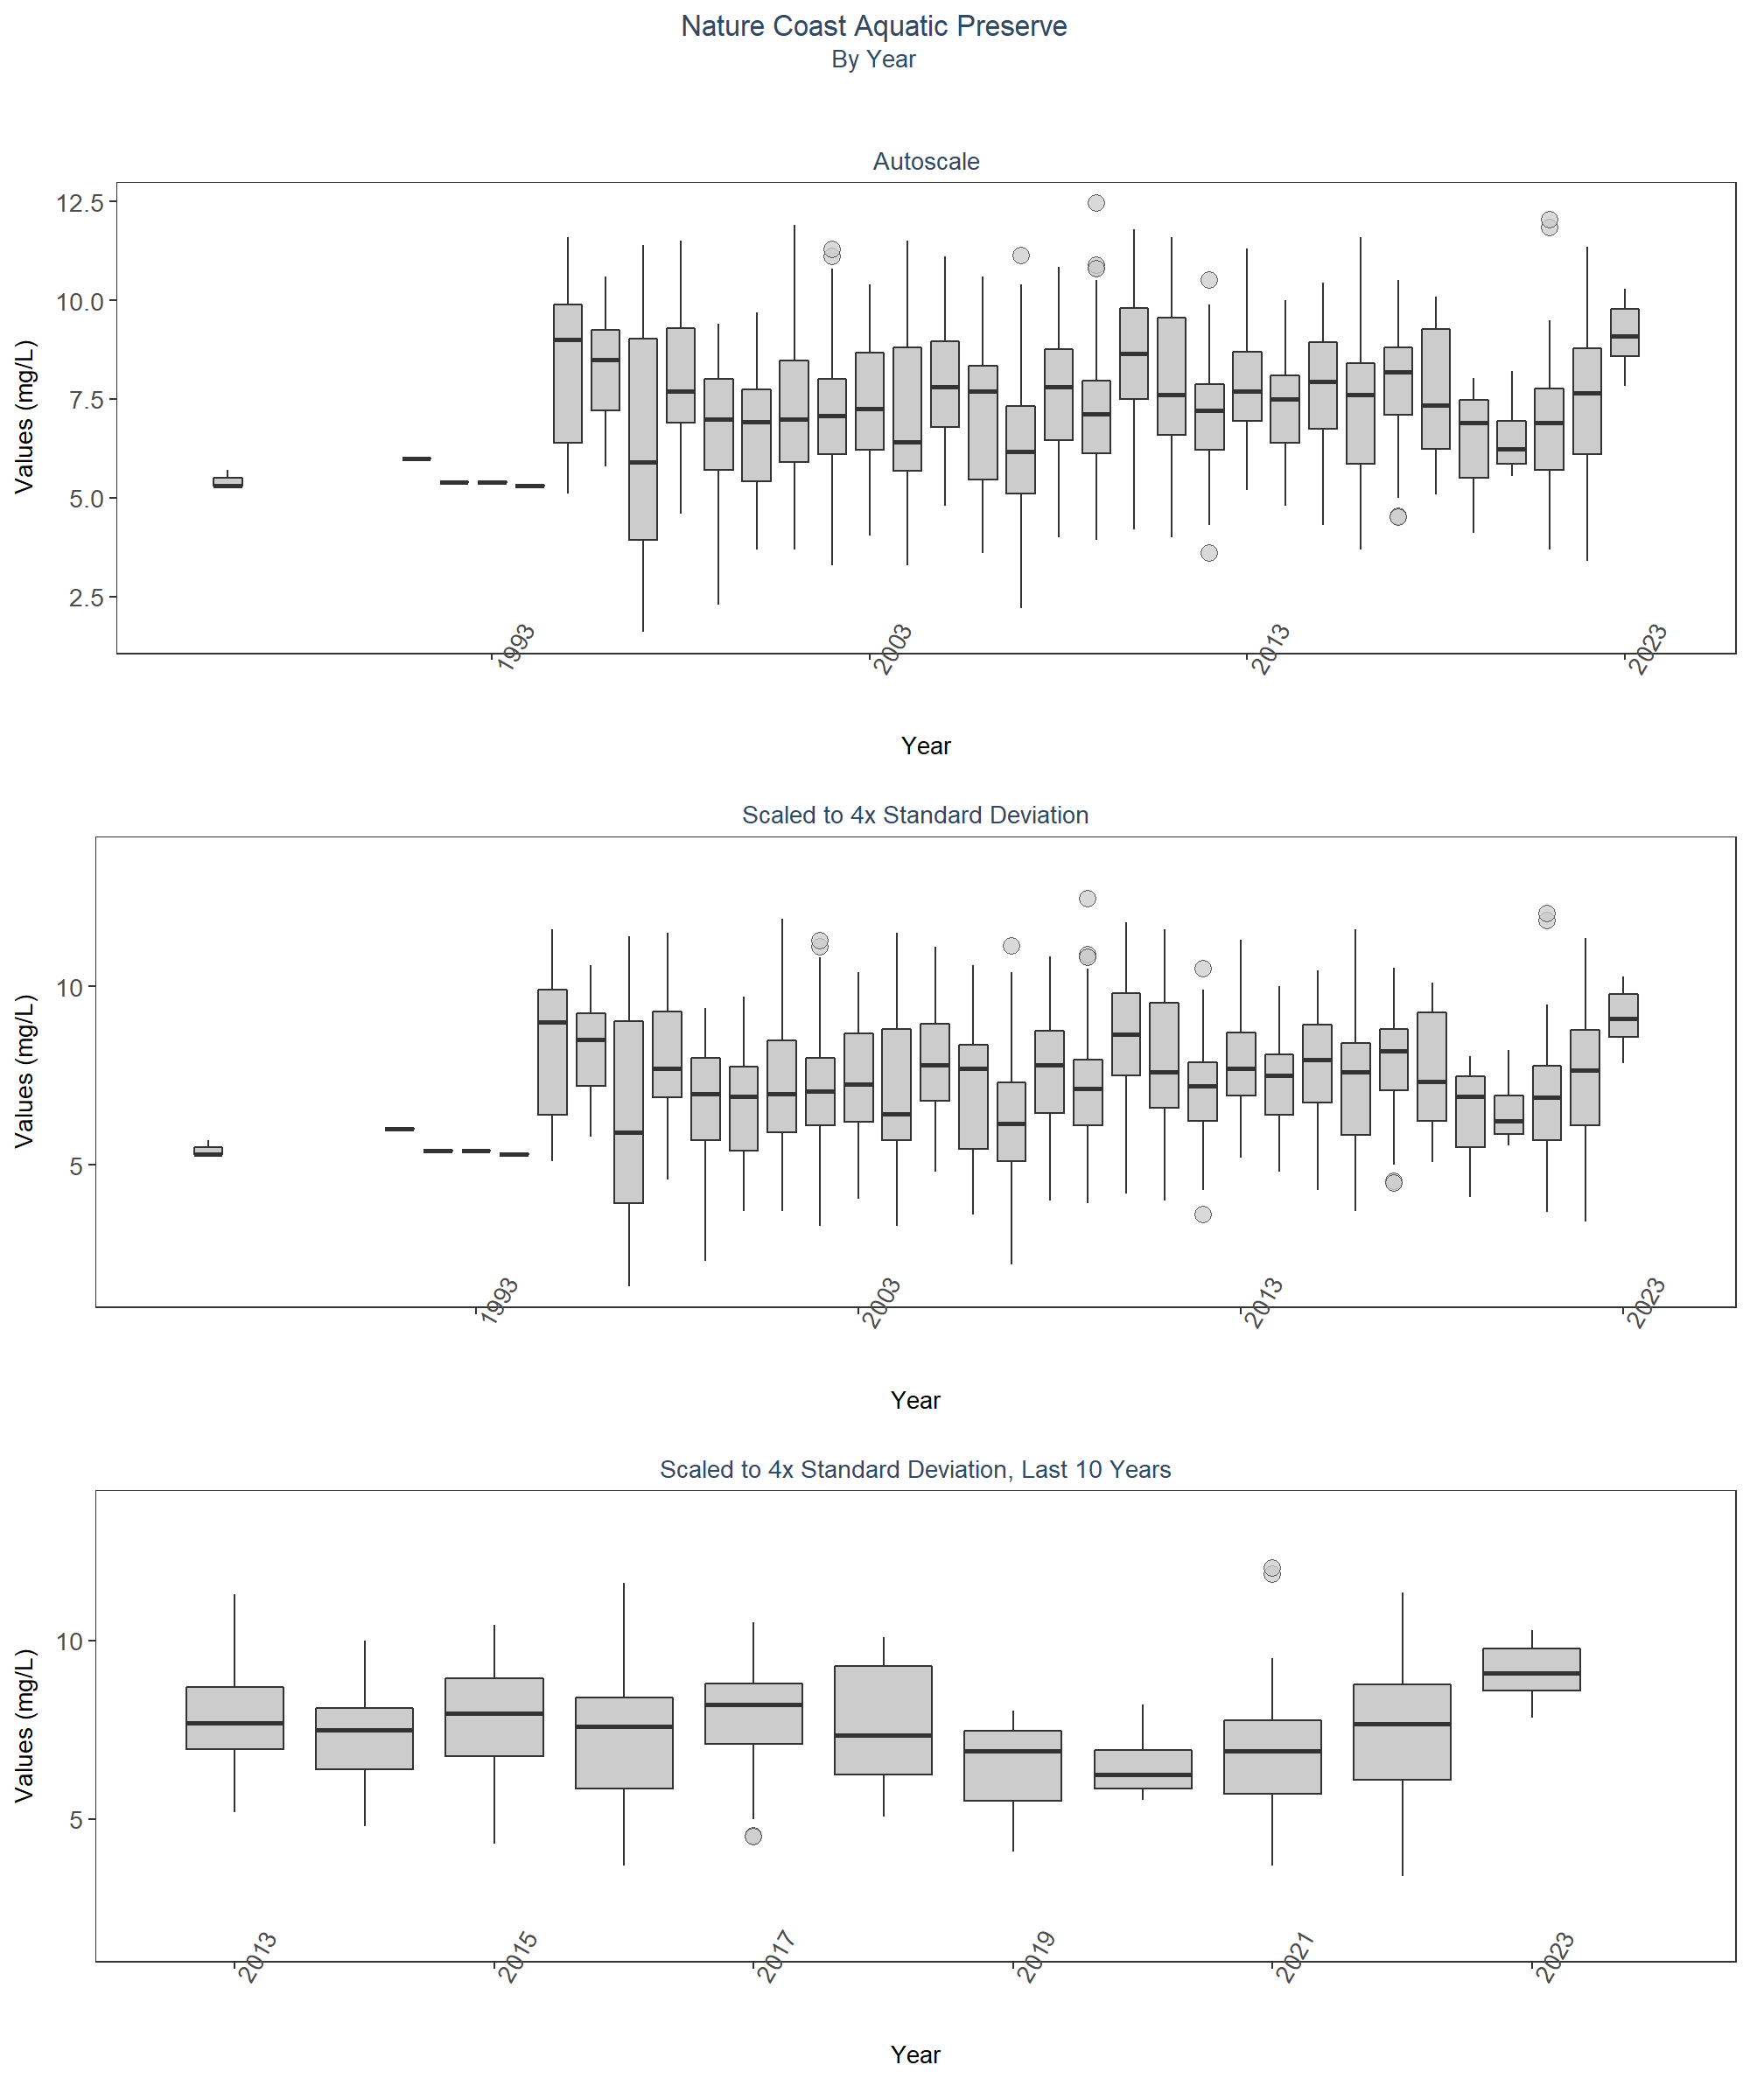 Nature Coast Aquatic Preserve
By Year
Autoscale
Values (mg/L)
12.5
10.0
7.5
5.0
2.5
1993
2003
2013
2023
Year
Scaled to 4x Standard Deviation
Values (mg/L)
10
5
1993
2003
2013
2023
Year
Scaled to 4x Standard Deviation, Last 10 Years
Values (mg/L)
10
5
2013
2015
2017
2019
2021
2023
Year